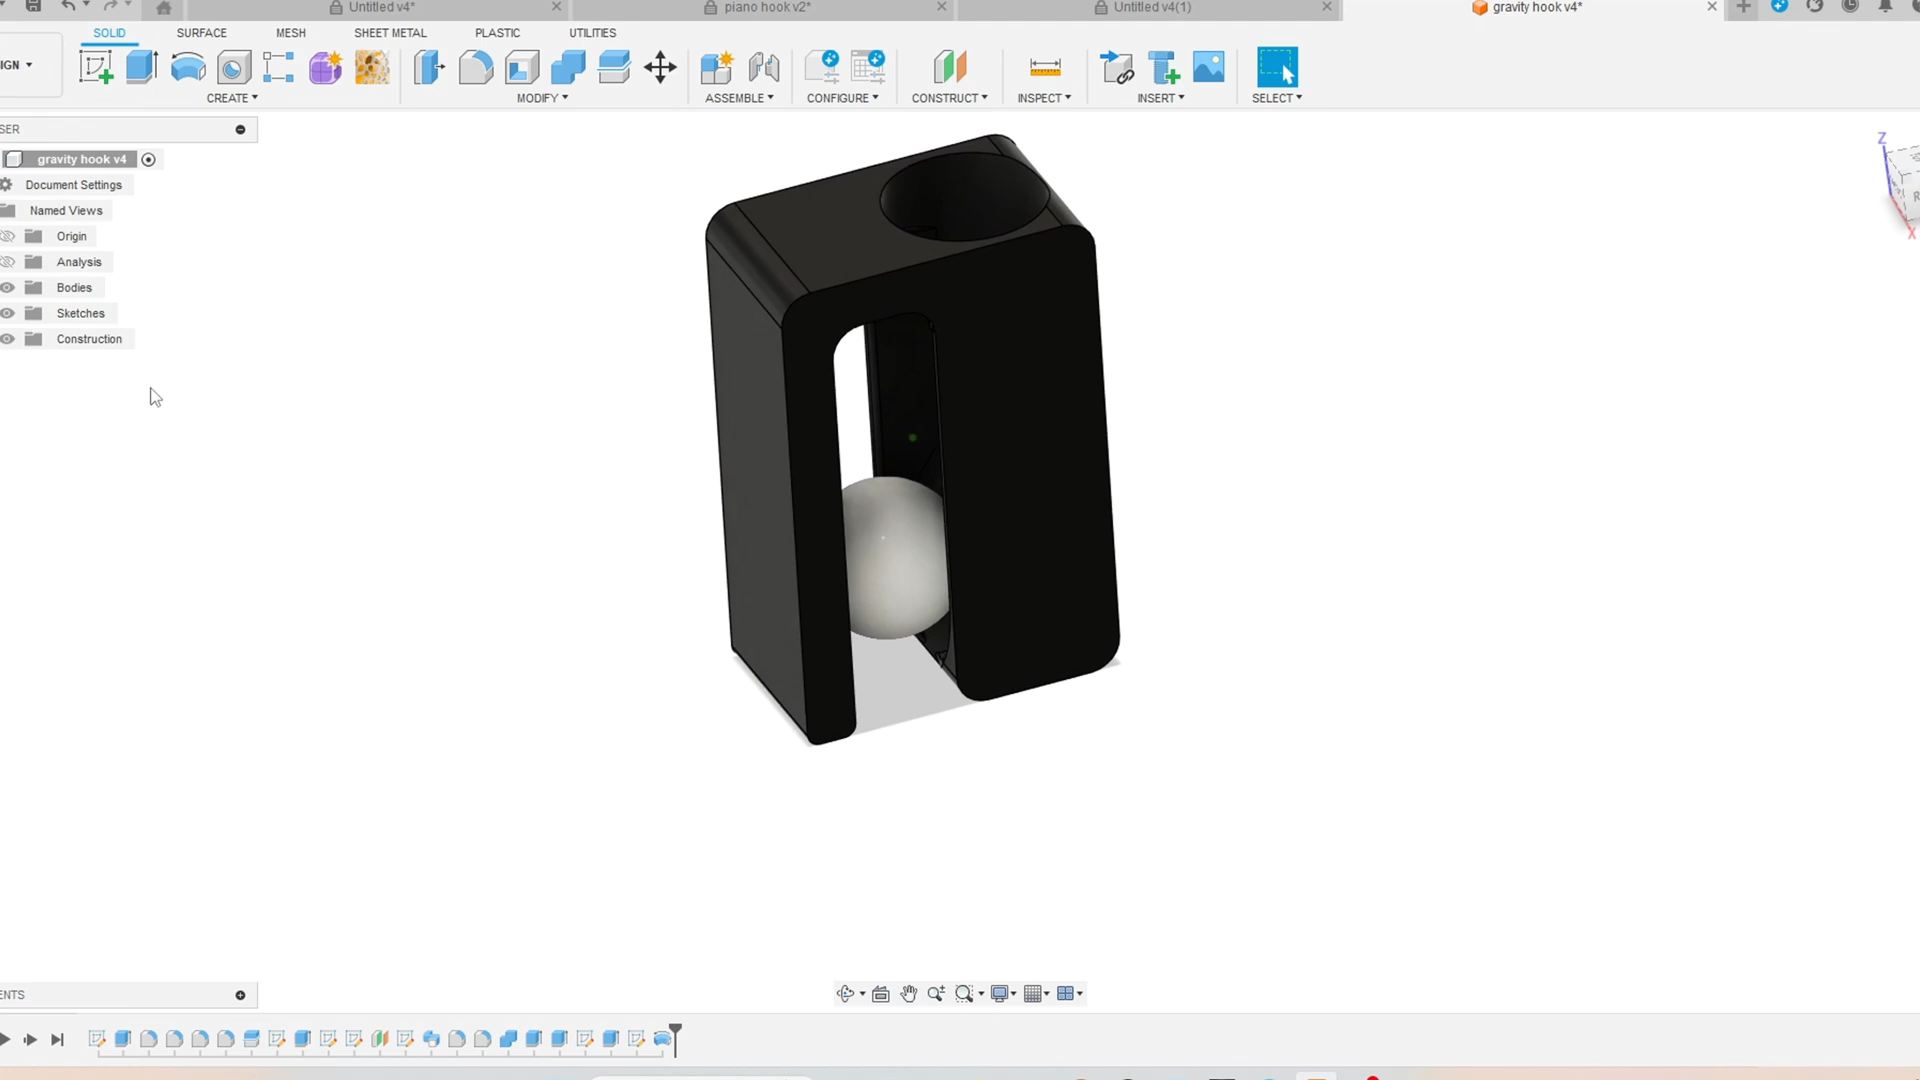 Untitled v4*
piano hook v2*
Untitled v4(1)
gravity hook v4*
SOLID
SURFACE
MESH
SHEET METAL
PLASTIC
UTILITIES
IGN
CREATE
MODIFY
ASSEMBLE
CONFIGURE
CONSTRUCT
INSPECT
INSERT
SELECT
SER
gravity hook v4
Document Settings
Named Views
Origin
Analysis
Bodies
Sketches
Construction
Z
X
ENTS